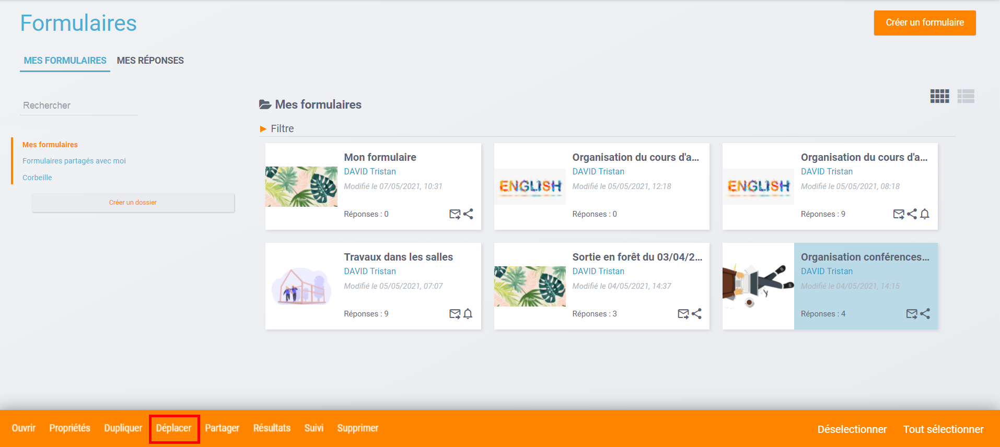 Formulaires
Créer un formulaire
MES FORMULAIRES MES RÉPONSES
Rechercher
Mes formulaires
Formulaires partagés avec moi
Corbeille
Créer un dossier
Mes formulaires
Filtre
Mon formulaire
DAVID Tristan
Modifié le 07/05/2021, 10:31
Réponses : 0
ENGLISH
Organisation du cours d'a...
DAVID Tristan
Modifié le 05/05/2021, 12:18
Réponses : 0
ENGLISH
Organisation du cours d'a...
DAVID Tristan
Modifié le 05/05/2021, 08:18
Réponses : 9
Travaux dans les salles
DAVID Tristan
Modifié le 05/05/2021, 07:07
Réponses : 9
Sortie en forêt du 03/04/2...
DAVID Tristan
Modifié le 04/05/2021, 14:37
Réponses : 3
Organisation conférences...
DAVID Tristan
Modifié le 04/05/2021, 14:15
Réponses : 4
Ouvrir Propriétés Dupliquer Déplacer Partager Résultats Suivi Supprimer Déselectionner Tout sélectionner